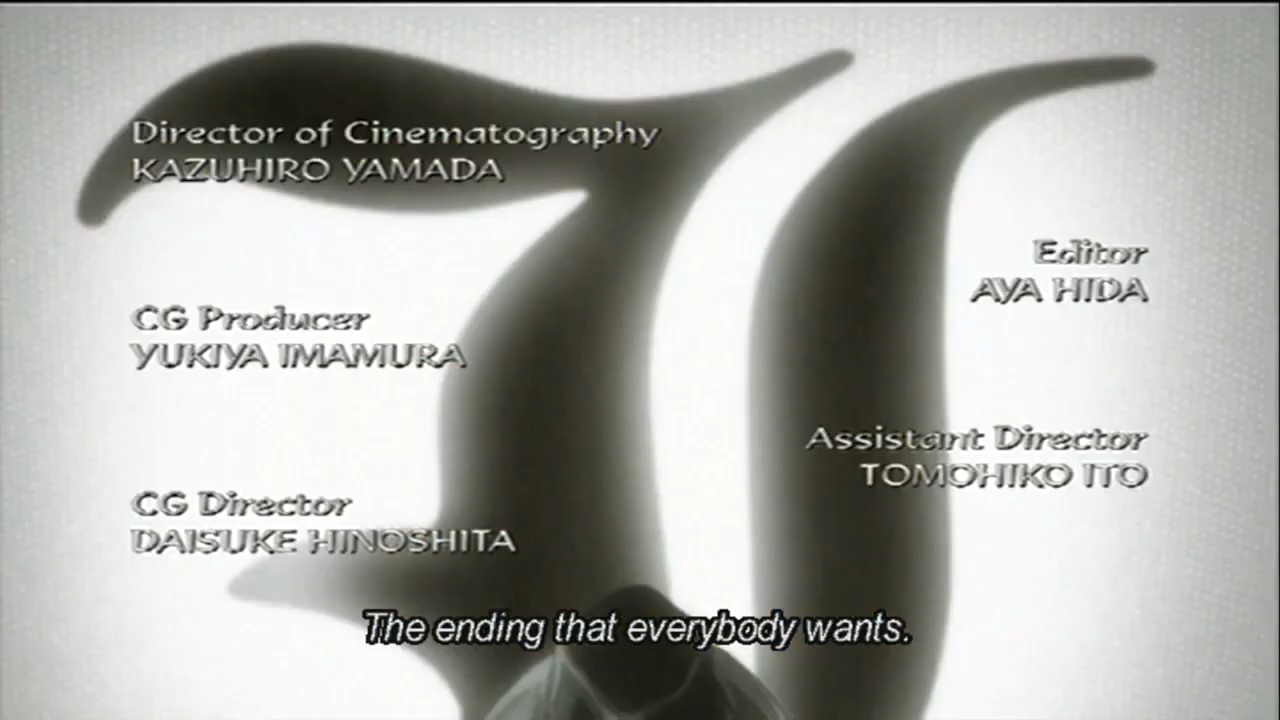 Director of Cinematography
KAZUHIRO YAMADA
Editor
AYA HIDA
CG Producer
YUKIYA IMAMURA
Assistant Director
TOMOHIKO ITO
CG Director
DAISUKE HINOSHITA
The ending that everybody wants.